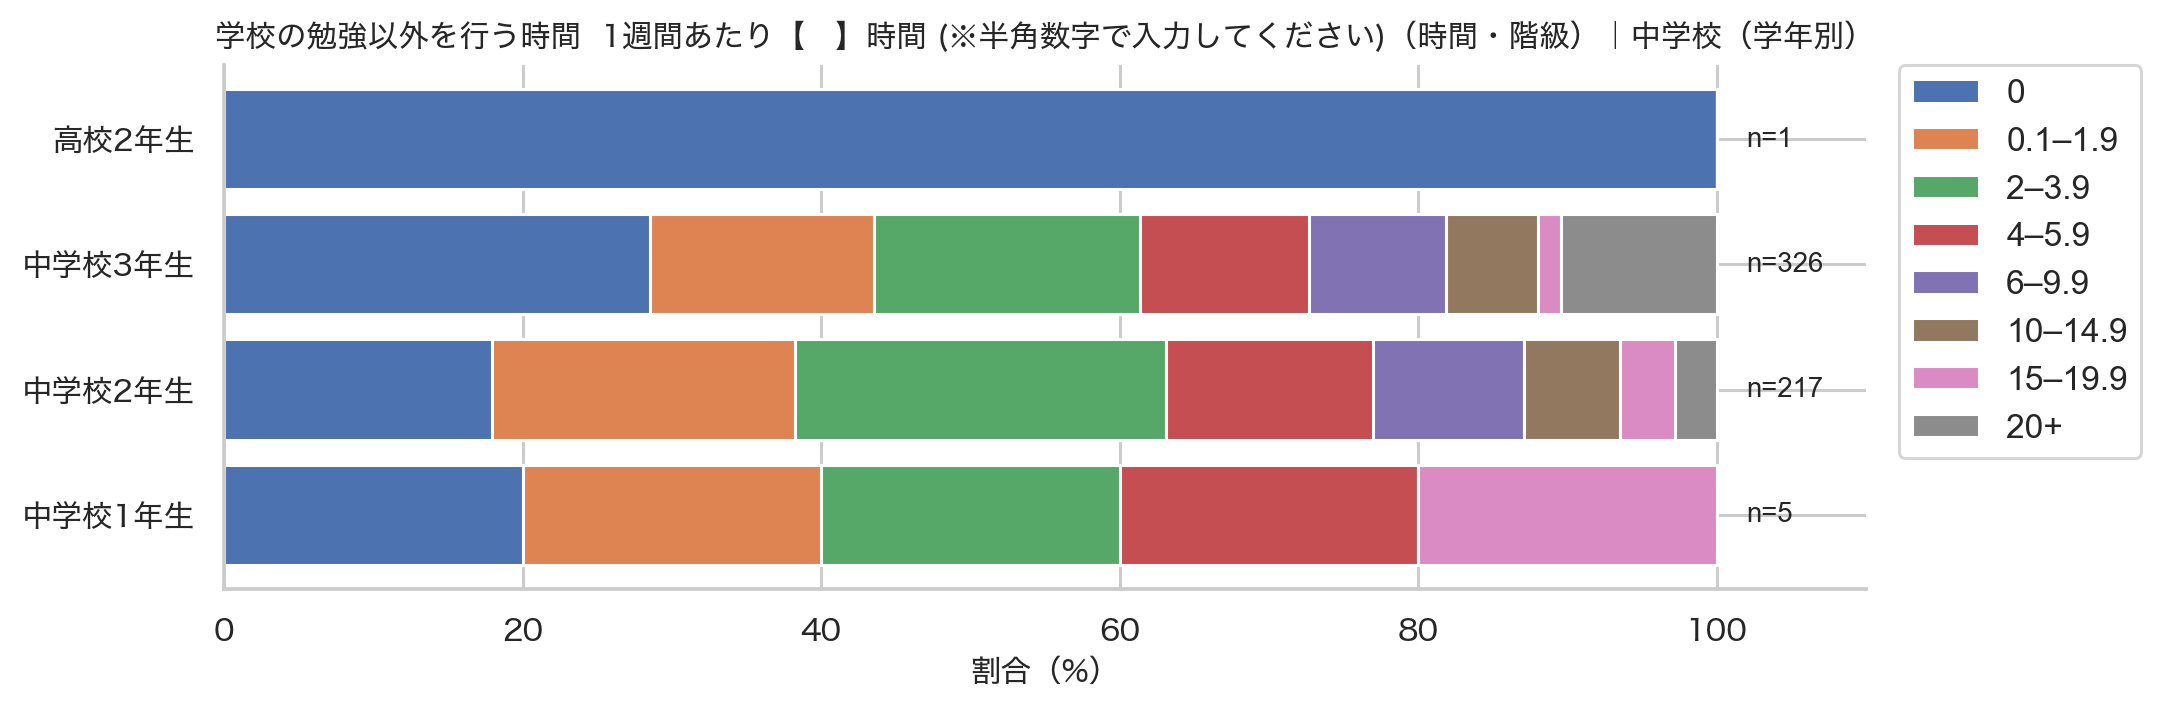 学校の勉強以外を行う時間  1週間あたり【　】時間 (※半角数字で入力してください)（時間・階級）｜中学校（学年別）
高校2年生
n=1
中学校3年生
n=326
中学校2年生
n=217
中学校1年生
n=5
0 20 40 60 80 100
割合（%）
0
0.1–1.9
2–3.9
4–5.9
6–9.9
10–14.9
15–19.9
20+